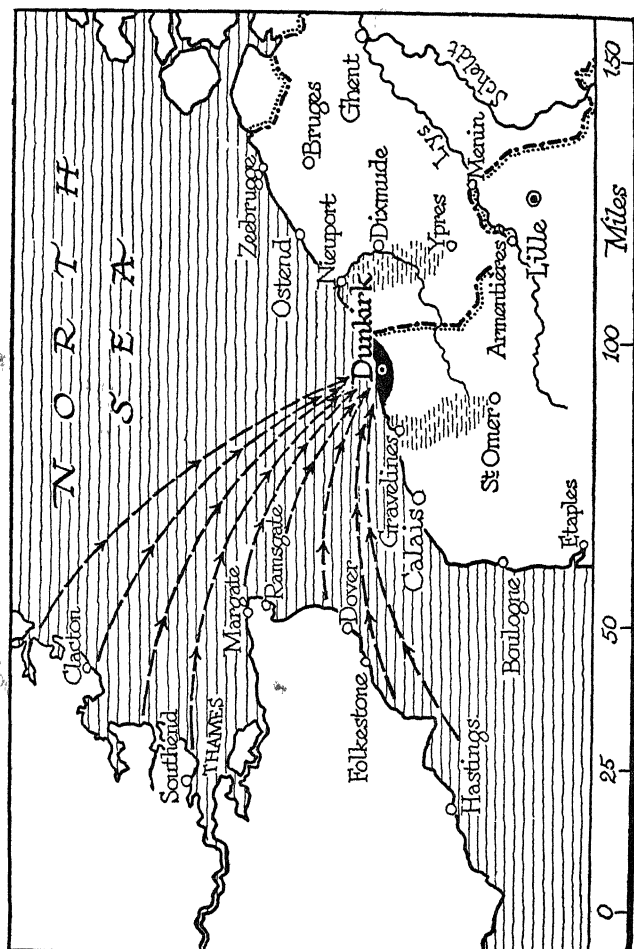 NORTH
SEA
Clacton
Southend
THAMES
Margate
Ramsgate
Dover
Folkestone
Hastings
Zeebrugge
Bruges
Ghent
Scheldt
Ostend
Nieuport
Dixmude
Lys
Menin
Ypres
Dunkirk
Armentières
Lille
Gravelines
Calais
St Omer
Boulogne
Etaples
0 25 50 100 Miles 150